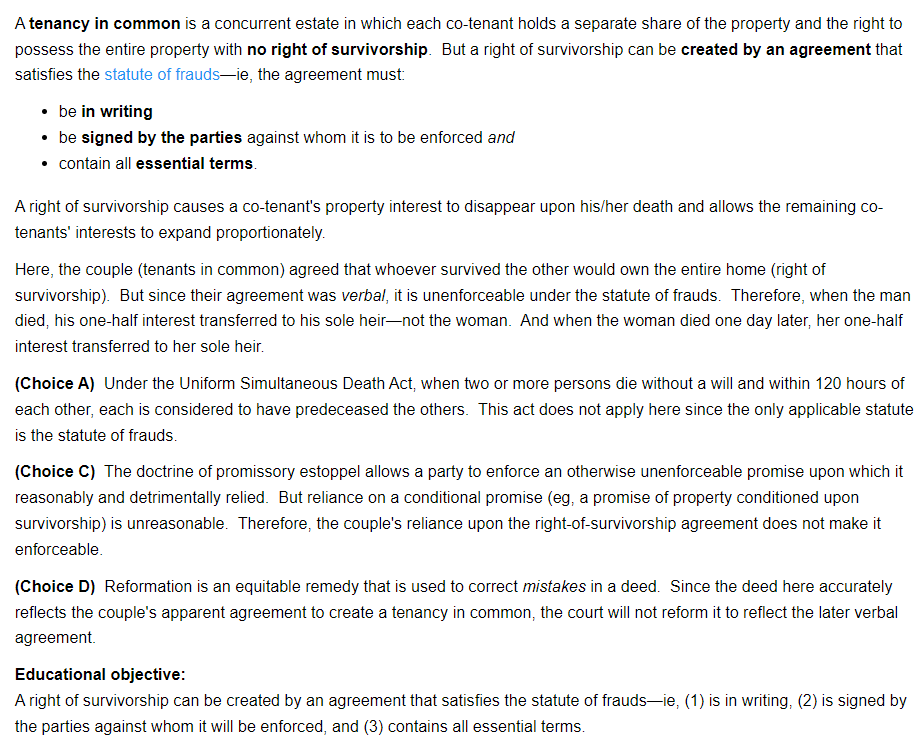 A tenancy in common is a concurrent estate in which each co-tenant holds a separate share of the property and the right to
possess the entire property with no right of survivorship.  But a right of survivorship can be created by an agreement that
satisfies the statute of frauds—ie, the agreement must:
• be in writing
• be signed by the parties against whom it is to be enforced and
• contain all essential terms.
A right of survivorship causes a co-tenant's property interest to disappear upon his/her death and allows the remaining co-
tenants' interests to expand proportionately.
Here, the couple (tenants in common) agreed that whoever survived the other would own the entire home (right of
survivorship).  But since their agreement was verbal, it is unenforceable under the statute of frauds.  Therefore, when the man
died, his one-half interest transferred to his sole heir—not the woman.  And when the woman died one day later, her one-half
interest transferred to her sole heir.
(Choice A)  Under the Uniform Simultaneous Death Act, when two or more persons die without a will and within 120 hours of
each other, each is considered to have predeceased the others.  This act does not apply here since the only applicable statute
is the statute of frauds.
(Choice C)  The doctrine of promissory estoppel allows a party to enforce an otherwise unenforceable promise upon which it
reasonably and detrimentally relied.  But reliance on a conditional promise (eg, a promise of property conditioned upon
survivorship) is unreasonable.  Therefore, the couple's reliance upon the right-of-survivorship agreement does not make it
enforceable.
(Choice D)  Reformation is an equitable remedy that is used to correct mistakes in a deed.  Since the deed here accurately
reflects the couple's apparent agreement to create a tenancy in common, the court will not reform it to reflect the later verbal
agreement.
Educational objective:
A right of survivorship can be created by an agreement that satisfies the statute of frauds—ie, (1) is in writing, (2) is signed by
the parties against whom it will be enforced, and (3) contains all essential terms.